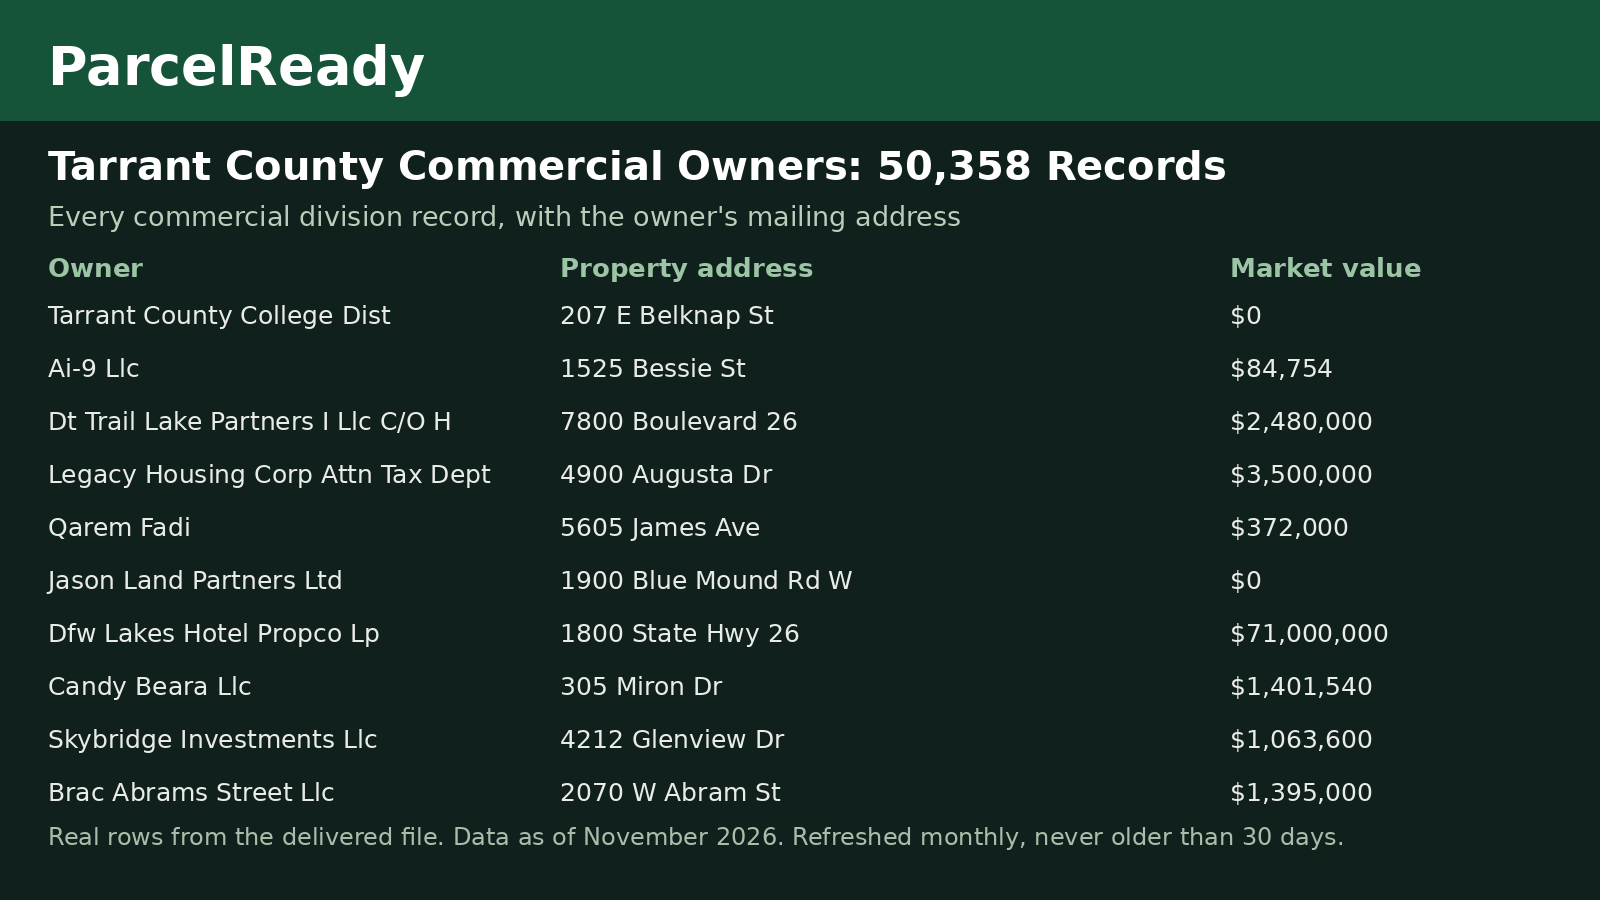 ParcelReady
Tarrant County Commercial Owners: 50,358 Records
Every commercial division record, with the owner's mailing address
Owner Property address Market value
Tarrant County College Dist 207 E Belknap St $0
Ai-9 Llc 1525 Bessie St $84,754
Dt Trail Lake Partners I Llc C/O H 7800 Boulevard 26 $2,480,000
Legacy Housing Corp Attn Tax Dept 4900 Augusta Dr $3,500,000
Qarem Fadi 5605 James Ave $372,000
Jason Land Partners Ltd 1900 Blue Mound Rd W $0
Dfw Lakes Hotel Propco Lp 1800 State Hwy 26 $71,000,000
Candy Beara Llc 305 Miron Dr $1,401,540
Skybridge Investments Llc 4212 Glenview Dr $1,063,600
Brac Abrams Street Llc 2070 W Abram St $1,395,000
Real rows from the delivered file. Data as of November 2026. Refreshed monthly, never older than 30 days.